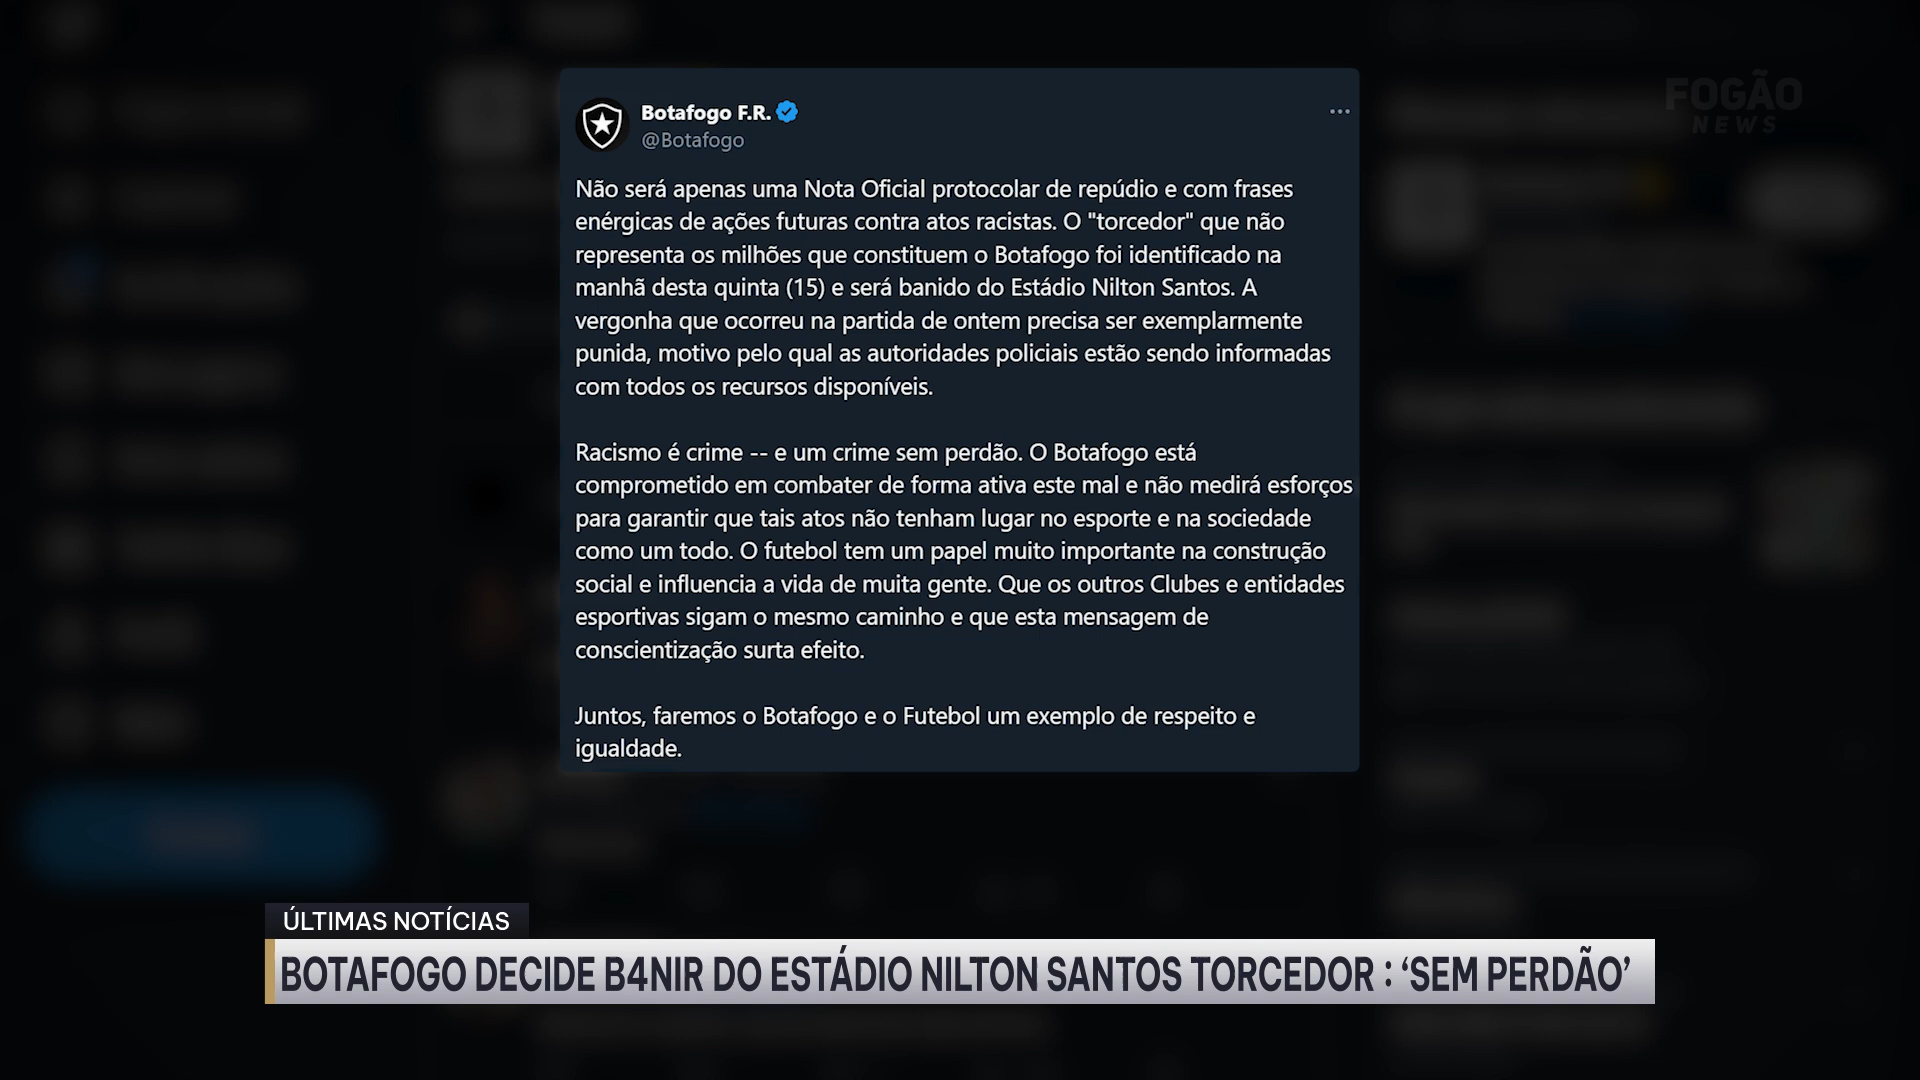 FOGÃO
NEWS
Botafogo F.R.
@Botafogo
Não será apenas uma Nota Oficial protocolar de repúdio e com frases
enérgicas de ações futuras contra atos racistas. O "torcedor" que não
representa os milhões que constituem o Botafogo foi identificado na
manhã desta quinta (15) e será banido do Estádio Nilton Santos. A
vergonha que ocorreu na partida de ontem precisa ser exemplarmente
punida, motivo pelo qual as autoridades policiais estão sendo informadas
com todos os recursos disponíveis.
Racismo é crime -- e um crime sem perdão. O Botafogo está
comprometido em combater de forma ativa este mal e não medirá esforços
para garantir que tais atos não tenham lugar no esporte e na sociedade
como um todo. O futebol tem um papel muito importante na construção
social e influencia a vida de muita gente. Que os outros Clubes e entidades
esportivas sigam o mesmo caminho e que esta mensagem de
conscientização surta efeito.
Juntos, faremos o Botafogo e o Futebol um exemplo de respeito e
igualdade.
ÚLTIMAS NOTÍCIAS
BOTAFOGO DECIDE B4NIR DO ESTÁDIO NILTON SANTOS TORCEDOR : ‘SEM PERDÃO’